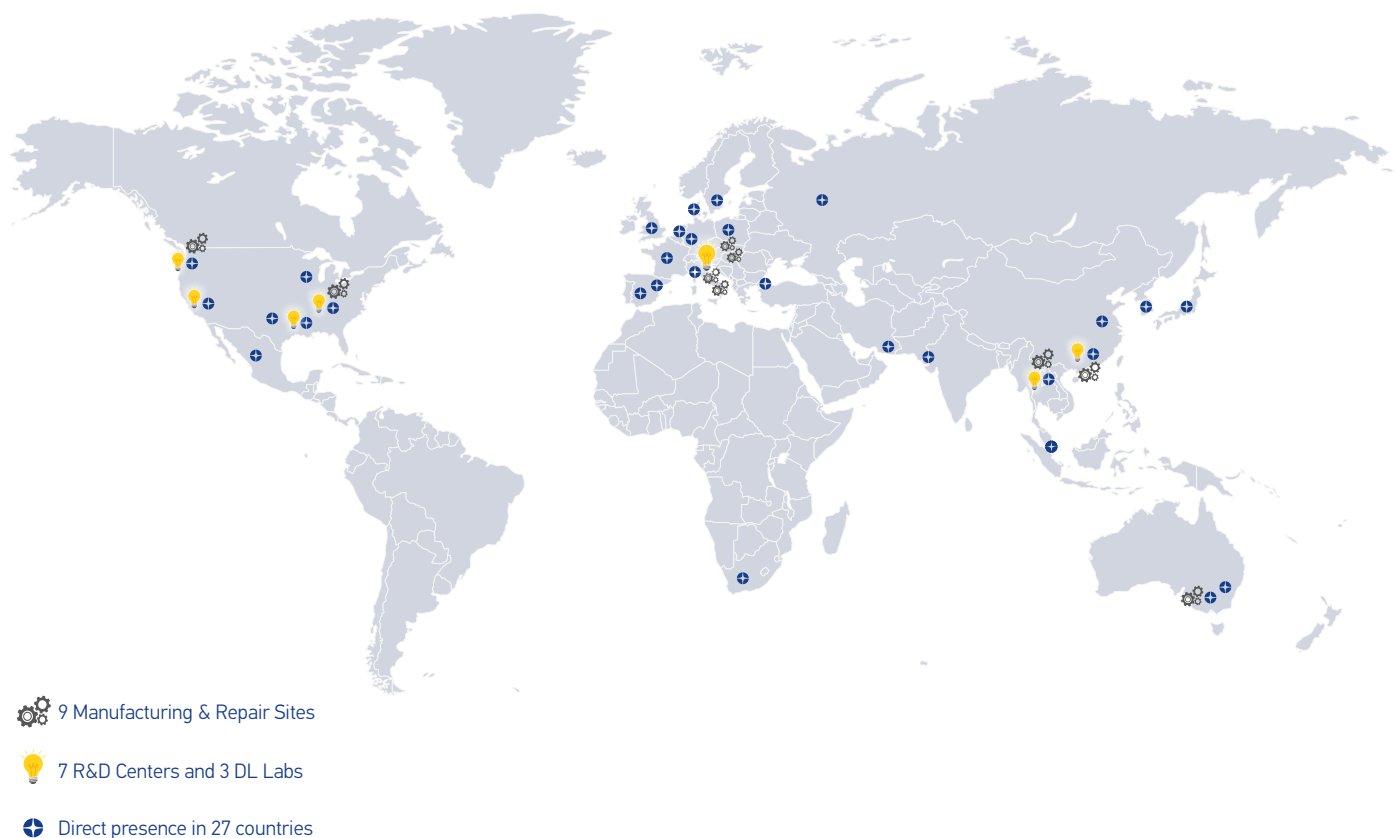 9 Manufacturing & Repair Sites
7 R&D Centers and 3 DL Labs
Direct presence in 27 countries